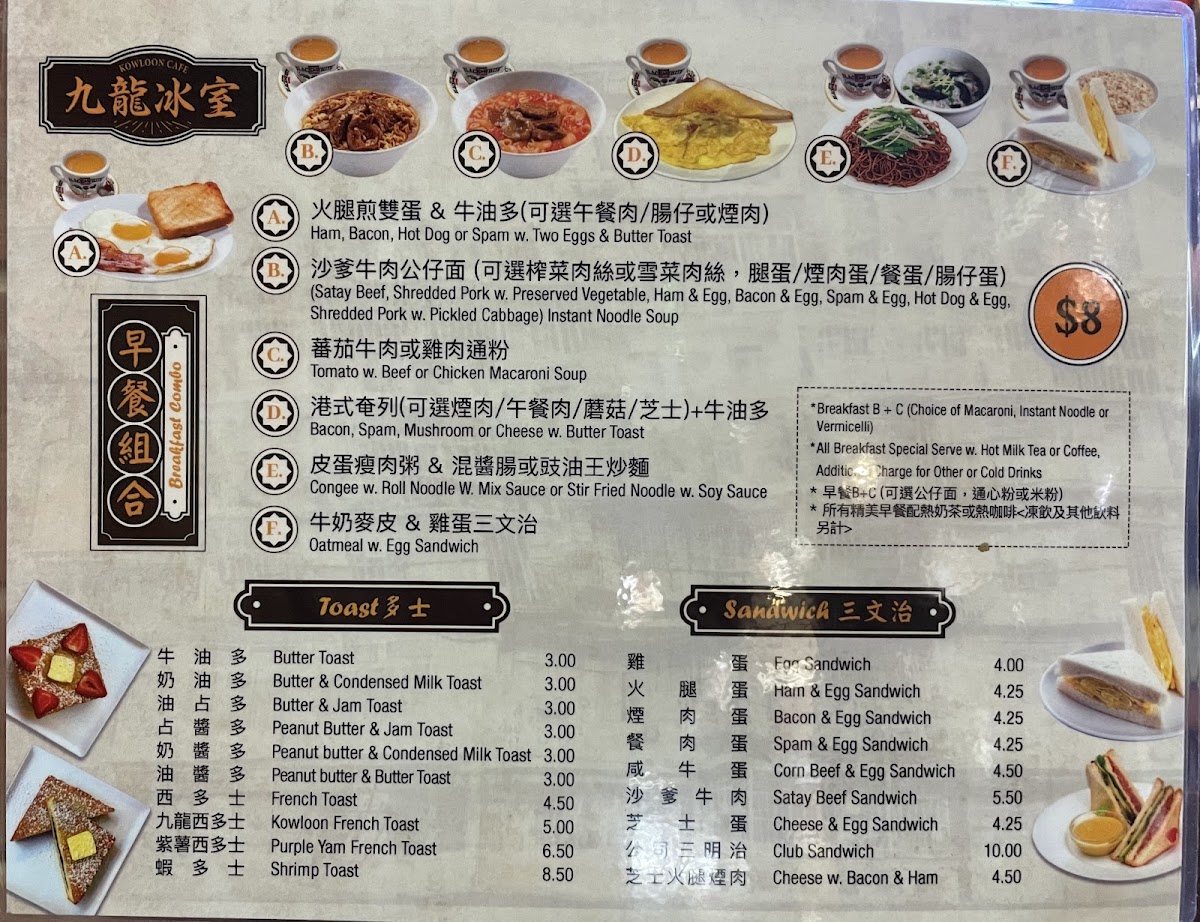 KOWLOON CAFE
九龍冰室
B.
C.
D.
E.
F.
A.
早餐組合
Breakfast Combo
A.
火腿煎雙蛋 & 牛油多(可選午餐肉/腸仔或煙肉)
Ham, Bacon, Hot Dog or Spam w. Two Eggs & Butter Toast
B.
沙爹牛肉公仔面 (可選榨菜肉絲或雪菜肉絲，腿蛋/煙肉蛋/餐蛋/腸仔蛋)
(Satay Beef, Shredded Pork w. Preserved Vegetable, Ham & Egg, Bacon & Egg, Spam & Egg, Hot Dog & Egg,
Shredded Pork w. Pickled Cabbage) Instant Noodle Soup
$8
C.
蕃茄牛肉或雞肉通粉
Tomato w. Beef or Chicken Macaroni Soup
D.
港式奄列(可選煙肉/午餐肉/蘑菇/芝士)+牛油多
Bacon, Spam, Mushroom or Cheese w. Butter Toast
E.
皮蛋瘦肉粥 & 混醬腸或豉油王炒麵
Congee w. Roll Noodle W. Mix Sauce or Stir Fried Noodle w. Soy Sauce
F.
牛奶麥皮 & 雞蛋三文治
Oatmeal w. Egg Sandwich
*Breakfast B + C (Choice of Macaroni, Instant Noodle or
Vermicelli)
*All Breakfast Special Serve w. Hot Milk Tea or Coffee,
Additional Charge for Other or Cold Drinks
* 早餐B+C (可選公仔面，通心粉或米粉)
* 所有精美早餐配熱奶茶或熱咖啡<凍飲及其他飲料
另計>
Toast 多士
牛油多 Butter Toast 3.00
奶油多 Butter & Condensed Milk Toast 3.00
油占多 Butter & Jam Toast 3.00
占醬多 Peanut Butter & Jam Toast 3.00
奶醬多 Peanut butter & Condensed Milk Toast 3.00
油醬多 Peanut butter & Butter Toast 3.00
西多士 French Toast 4.50
九龍西多士 Kowloon French Toast 5.00
紫薯西多士 Purple Yam French Toast 6.50
蝦多士 Shrimp Toast 8.50
Sandwich 三文治
雞蛋 Egg Sandwich 4.00
火腿蛋 Ham & Egg Sandwich 4.25
煙肉蛋 Bacon & Egg Sandwich 4.25
餐肉蛋 Spam & Egg Sandwich 4.25
咸牛蛋 Corn Beef & Egg Sandwich 4.50
沙爹牛肉 Satay Beef Sandwich 5.50
芝士蛋 Cheese & Egg Sandwich 4.25
公司三明治 Club Sandwich 10.00
芝士火腿煙肉 Cheese w. Bacon & Ham 4.50